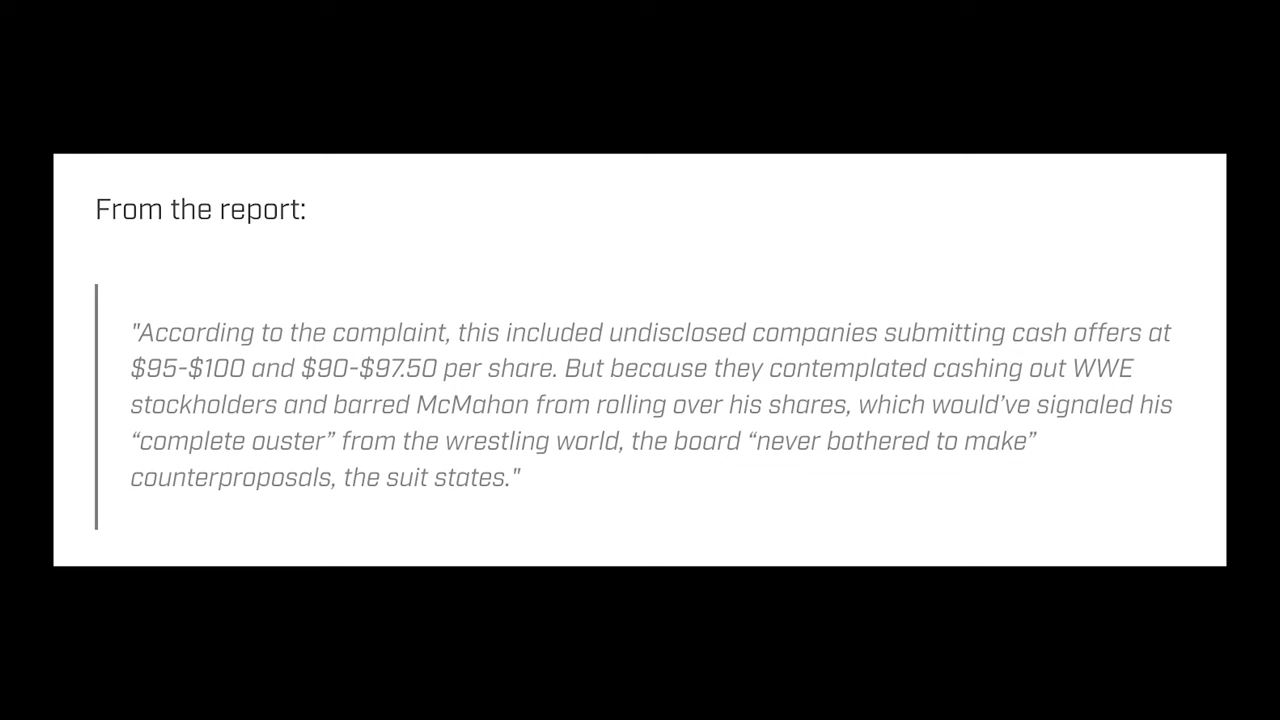 From the report:
"According to the complaint, this included undisclosed companies submitting cash offers at
$95-$100 and $90-$97.50 per share. But because they contemplated cashing out WWE
stockholders and barred McMahon from rolling over his shares, which would’ve signaled his
“complete ouster” from the wrestling world, the board “never bothered to make”
counterproposals, the suit states."